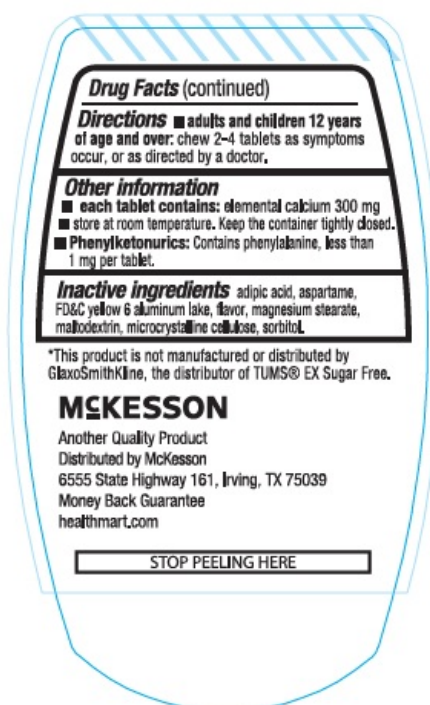 Drug Facts (continued)
Directions ■ adults and children 12 years
of age and over: chew 2–4 tablets as symptoms
occur, or as directed by a doctor.
Other information
■ each tablet contains: elemental calcium 300 mg
■ store at room temperature. Keep the container tightly closed.
■ Phenylketonurics: Contains phenylalanine, less than
1 mg per tablet.
Inactive ingredients adipic acid, aspartame,
FD&C yellow 6 aluminum lake, flavor, magnesium stearate,
maltodextrin, microcrystalline cellulose, sorbitol.
*This product is not manufactured or distributed by
GlaxoSmithKline, the distributor of TUMS® EX Sugar Free.
McKESSON
Another Quality Product
Distributed by McKesson
6555 State Highway 161, Irving, TX 75039
Money Back Guarantee
healthmart.com
STOP PEELING HERE